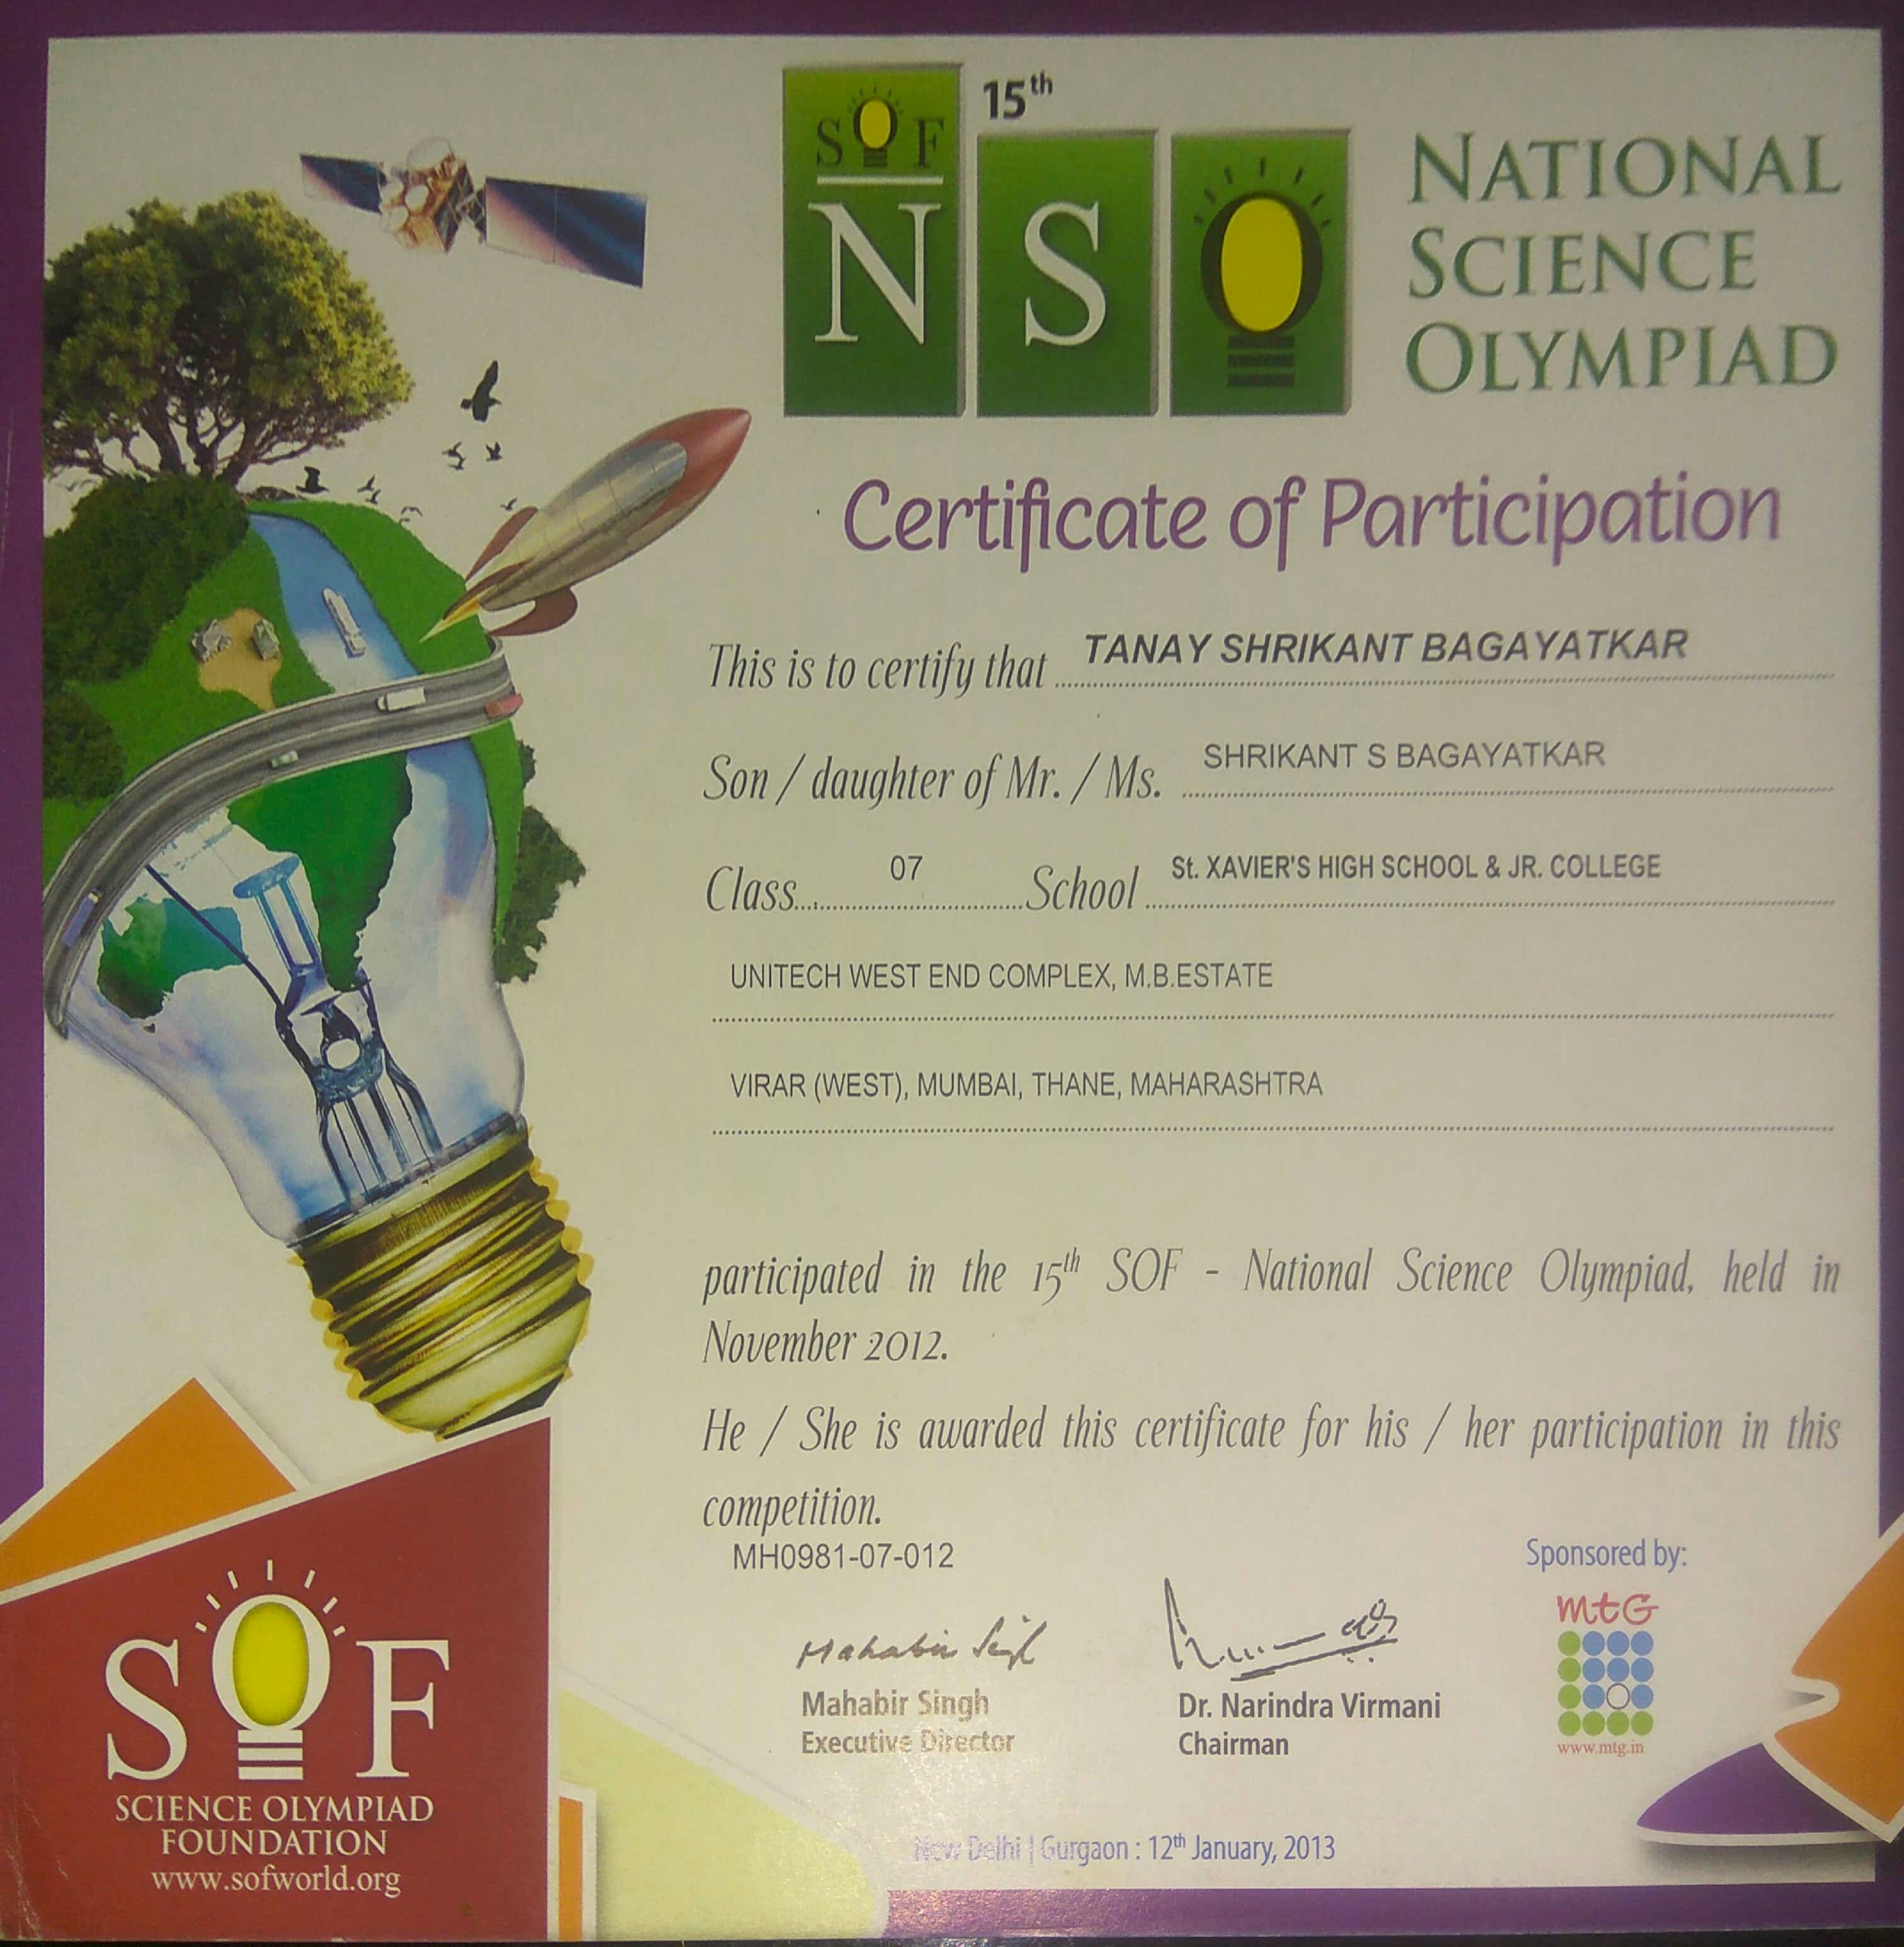 SOF
15th
NSO
NATIONAL
SCIENCE
OLYMPIAD
Certificate of Participation
This is to certify that TANAY SHRIKANT BAGAYATKAR
Son / daughter of Mr. / Ms. SHRIKANT S BAGAYATKAR
Class 07 School St. XAVIER'S HIGH SCHOOL & JR. COLLEGE
UNITECH WEST END COMPLEX, M.B.ESTATE
VIRAR (WEST), MUMBAI, THANE, MAHARASHTRA
participated in the 15th SOF - National Science Olympiad, held in
November 2012.
He / She is awarded this certificate for his / her participation in this
competition.
MH0981-07-012
Mahabir Singh
Mahabir Singh
Executive Director
Dr. Narindra Virmani
Chairman
Sponsored by:
mtG
www.mtg.in
SOF
SCIENCE OLYMPIAD
FOUNDATION
www.sofworld.org
New Delhi | Gurgaon : 12th January, 2013